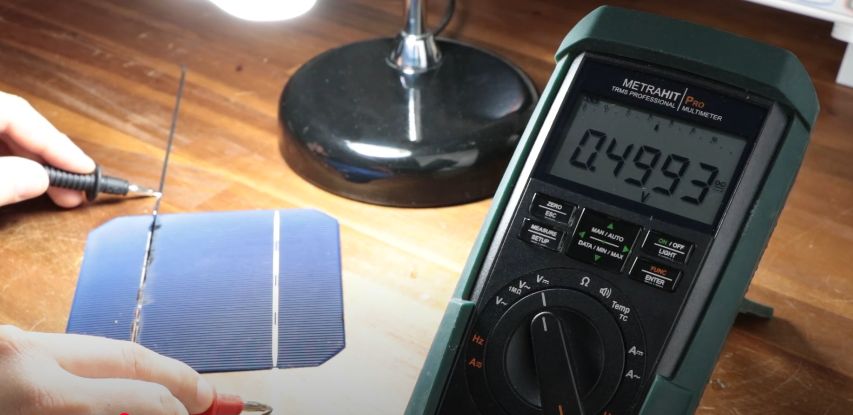 METRAHIT PRO
TRMS PROFESSIONAL MULTIMETER
0.4993
V
ZERO
ESC
MAN / AUTO
ON / OFF
LIGHT
MEASURE
SETUP
DATA / MIN / MAX
FUNC
ENTER
V~
1MΩ
V~
V⎓
Ω
Temp
TC
Hz
A⎓
A~